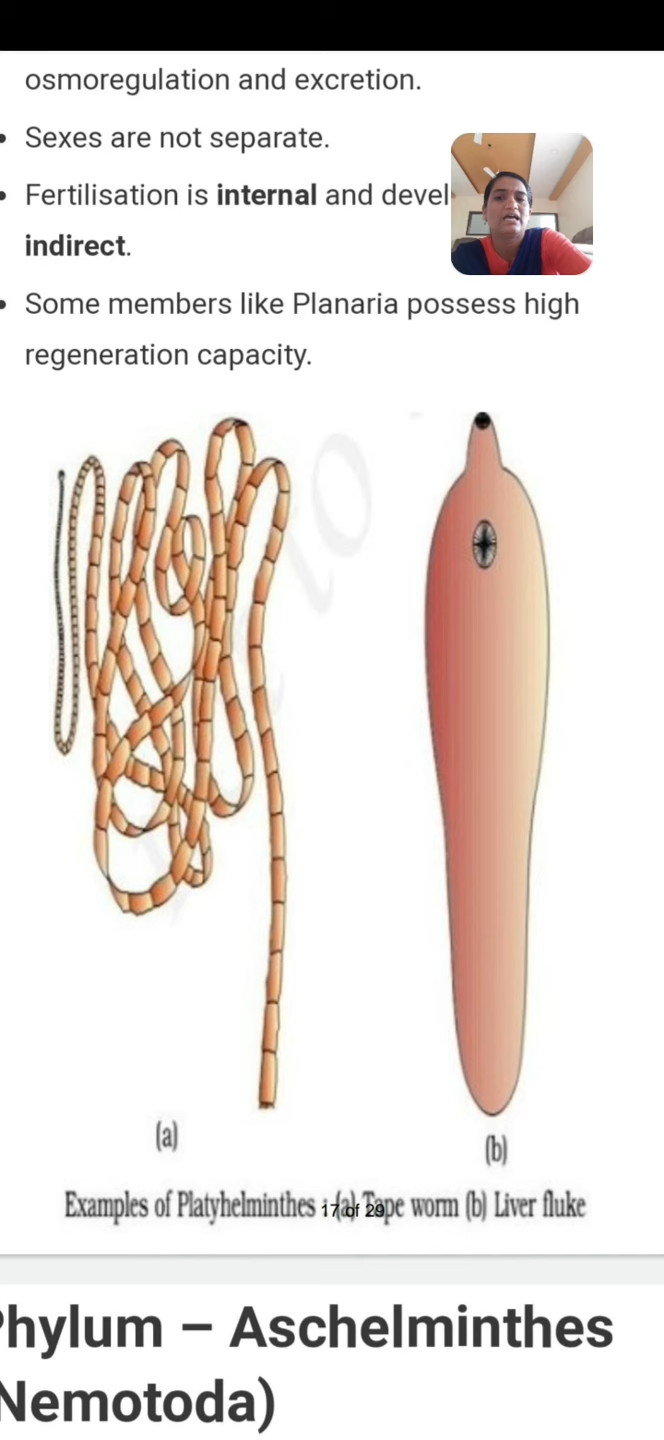 osmoregulation and excretion.
• Sexes are not separate.
• Fertilisation is internal and devel
indirect.
• Some members like Planaria possess high
regeneration capacity.
(a)
(b)
Examples of Platyhelminthes : (a) Tape worm (b) Liver fluke
17 of 29
hylum – Aschelminthes
Nemotoda)